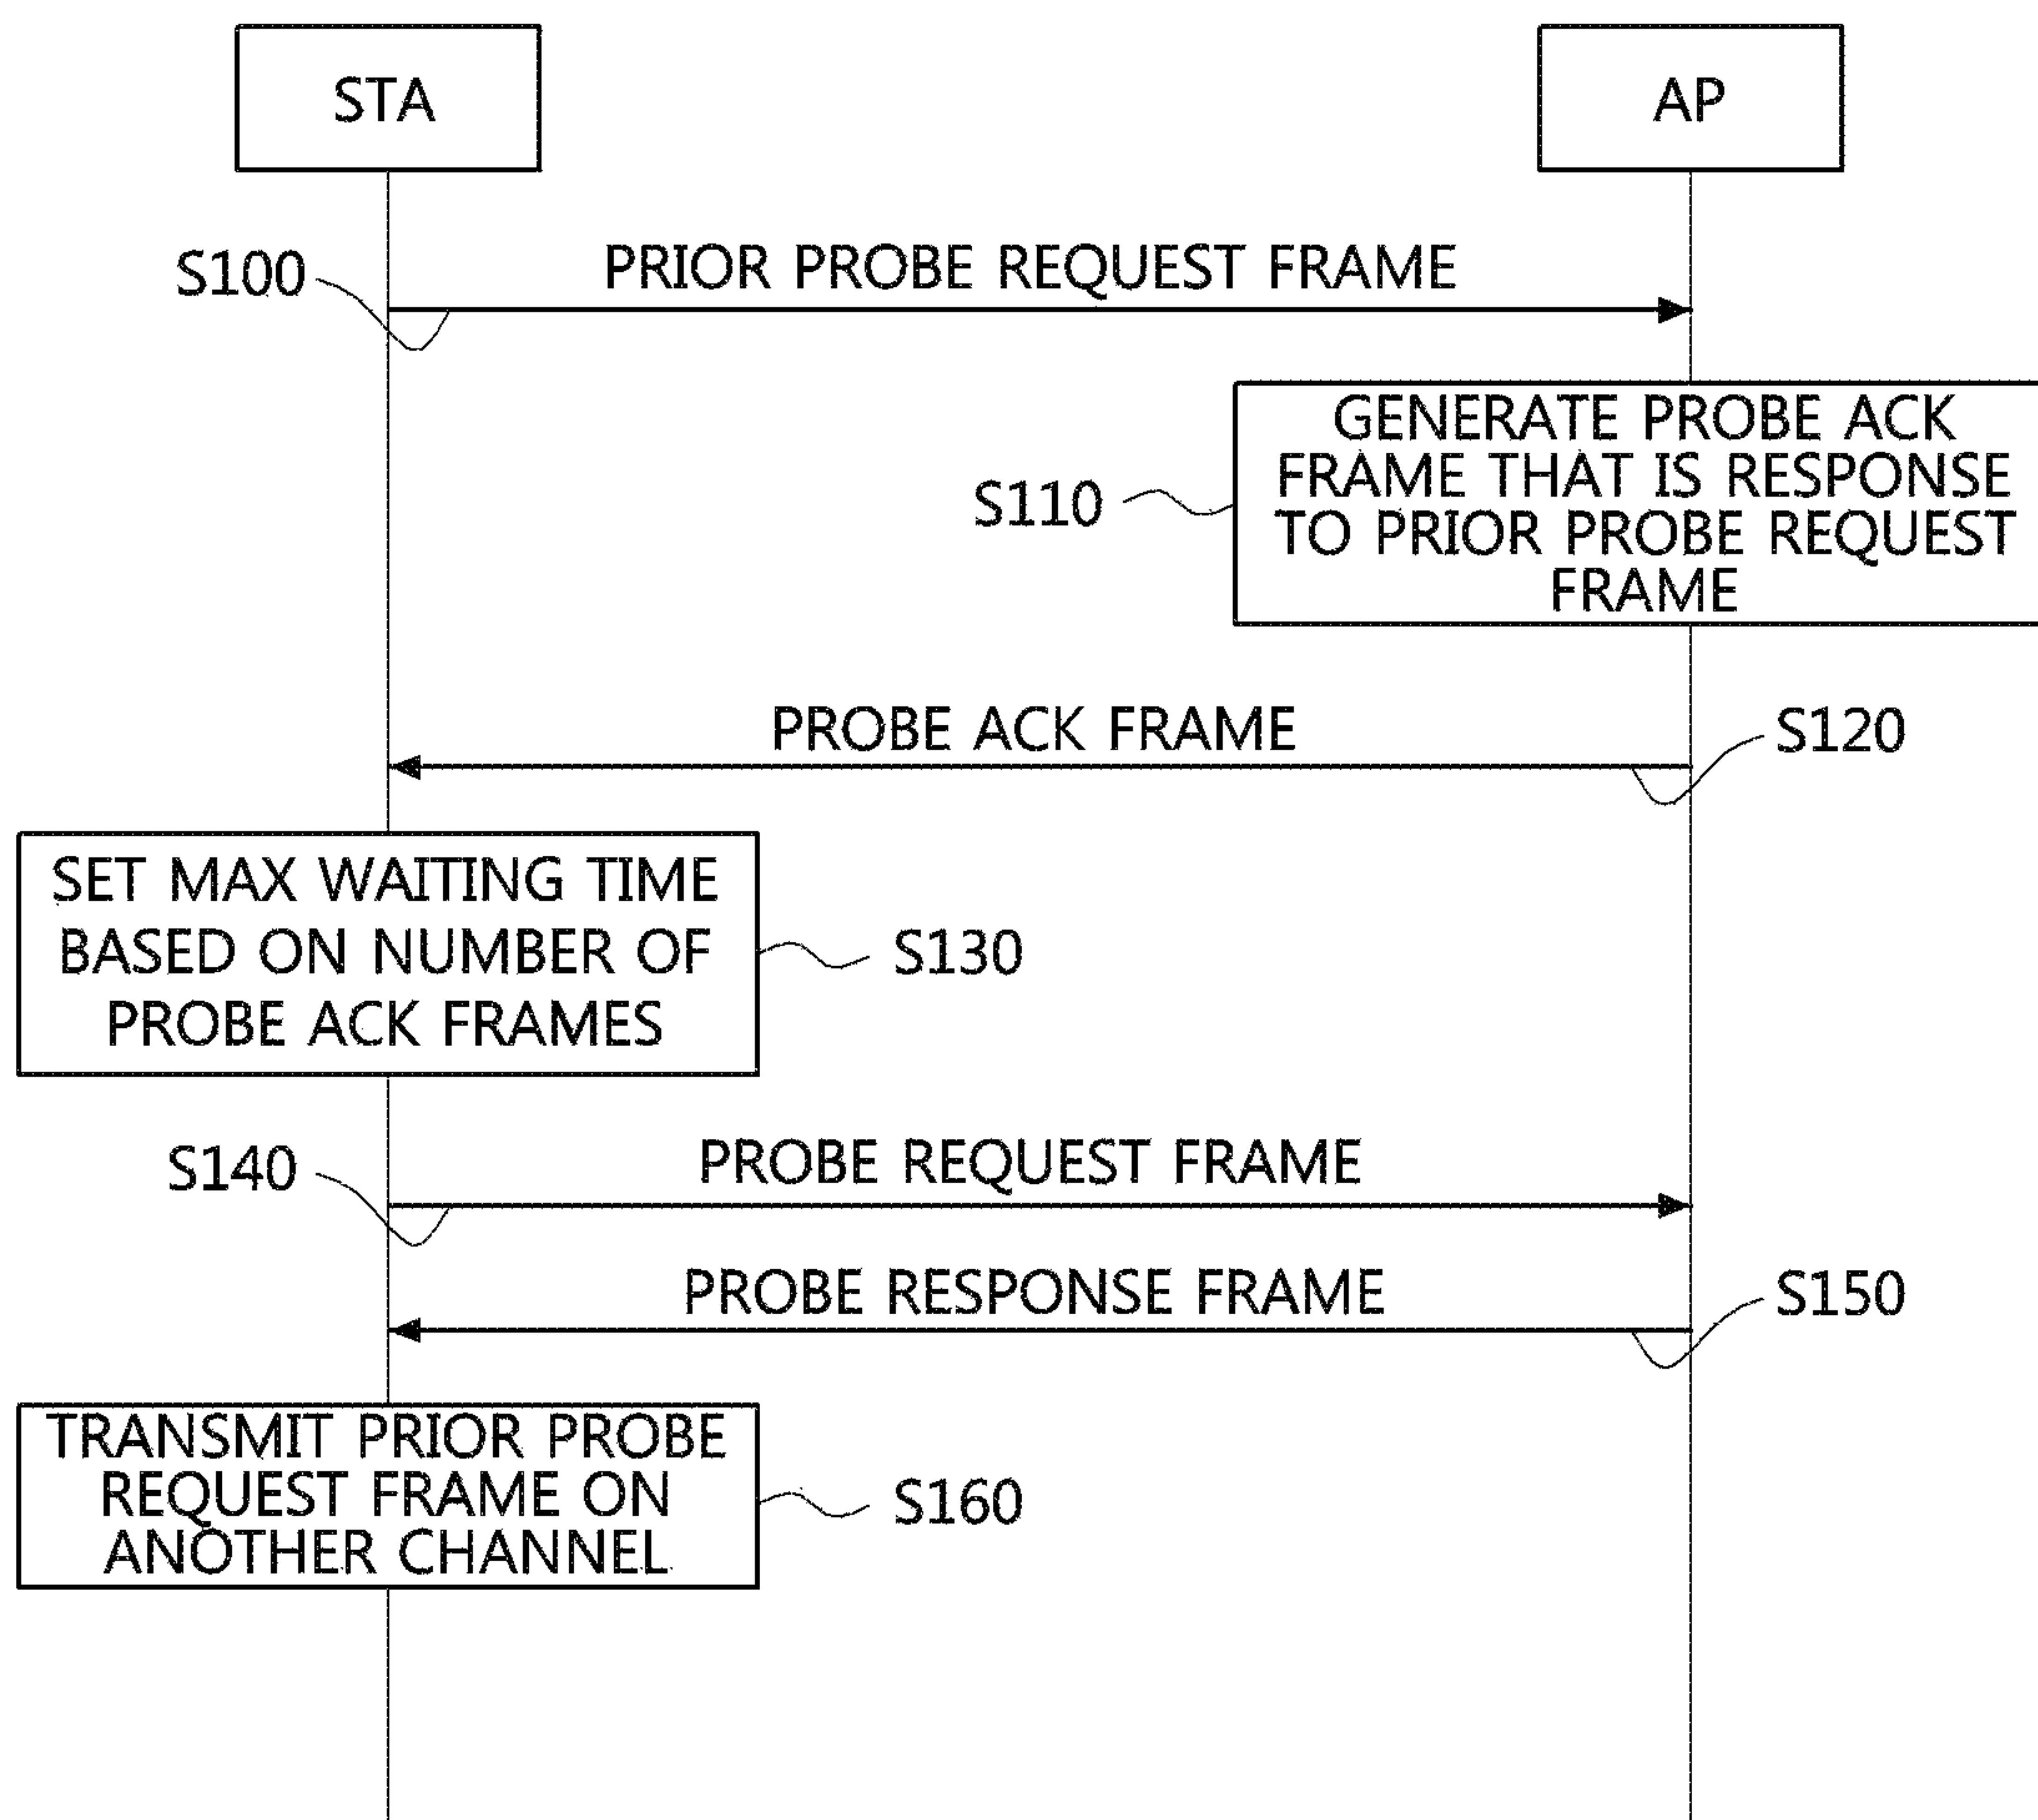 STA
AP
S100
PRIOR PROBE REQUEST FRAME
GENERATE PROBE ACK
FRAME THAT IS RESPONSE
TO PRIOR PROBE REQUEST
FRAME
S110
PROBE ACK FRAME
S120
SET MAX WAITING TIME
BASED ON NUMBER OF
PROBE ACK FRAMES
S130
S140
PROBE REQUEST FRAME
PROBE RESPONSE FRAME
S150
TRANSMIT PRIOR PROBE
REQUEST FRAME ON
ANOTHER CHANNEL
S160